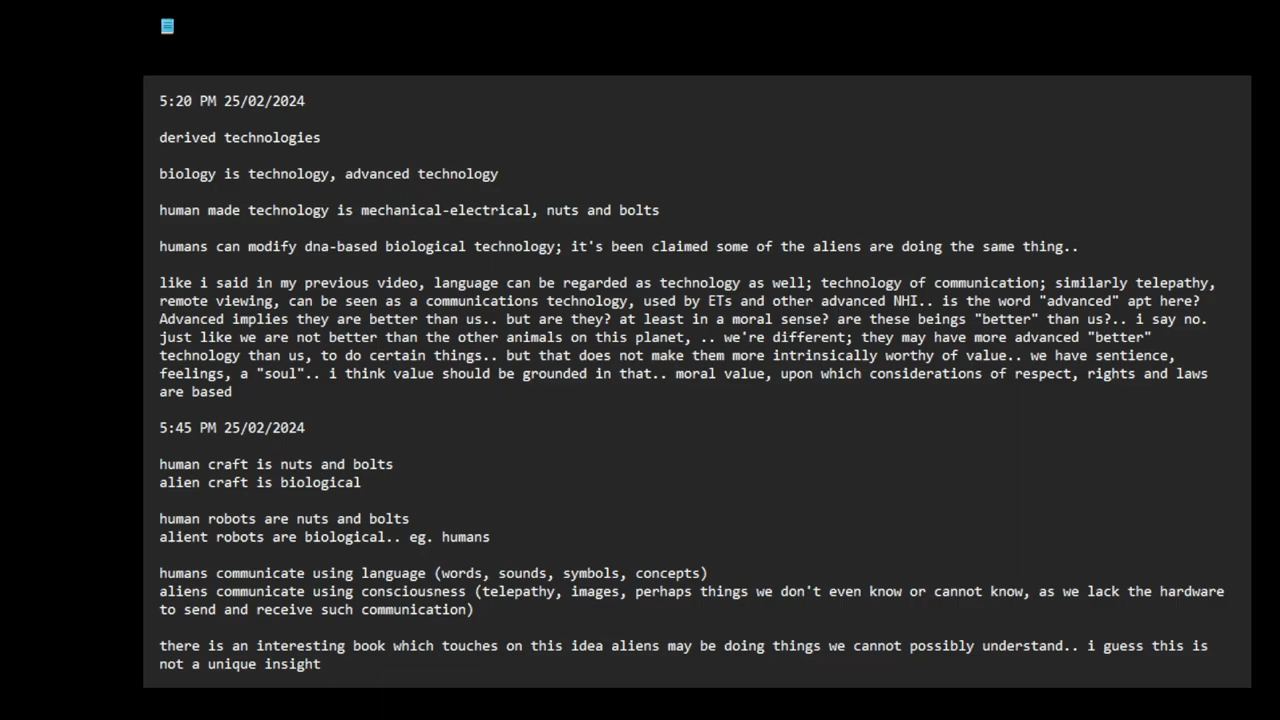 5:20 PM 25/02/2024
derived technologies
biology is technology, advanced technology
human made technology is mechanical-electrical, nuts and bolts
humans can modify dna-based biological technology; it's been claimed some of the aliens are doing the same thing..
like i said in my previous video, language can be regarded as technology as well; technology of communication; similarly telepathy,
remote viewing, can be seen as a communications technology, used by ETs and other advanced NHI.. is the word "advanced" apt here?
Advanced implies they are better than us.. but are they? at least in a moral sense? are these beings "better" than us?.. i say no.
just like we are not better than the other animals on this planet, .. we're different; they may have more advanced "better"
technology than us, to do certain things.. but that does not make them more intrinsically worthy of value.. we have sentience,
feelings, a "soul".. i think value should be grounded in that.. moral value, upon which considerations of respect, rights and laws
are based
5:45 PM 25/02/2024
human craft is nuts and bolts
alien craft is biological
human robots are nuts and bolts
alient robots are biological.. eg. humans
humans communicate using language (words, sounds, symbols, concepts)
aliens communicate using consciousness (telepathy, images, perhaps things we don't even know or cannot know, as we lack the hardware
to send and receive such communication)
there is an interesting book which touches on this idea aliens may be doing things we cannot possibly understand.. i guess this is
not a unique insight